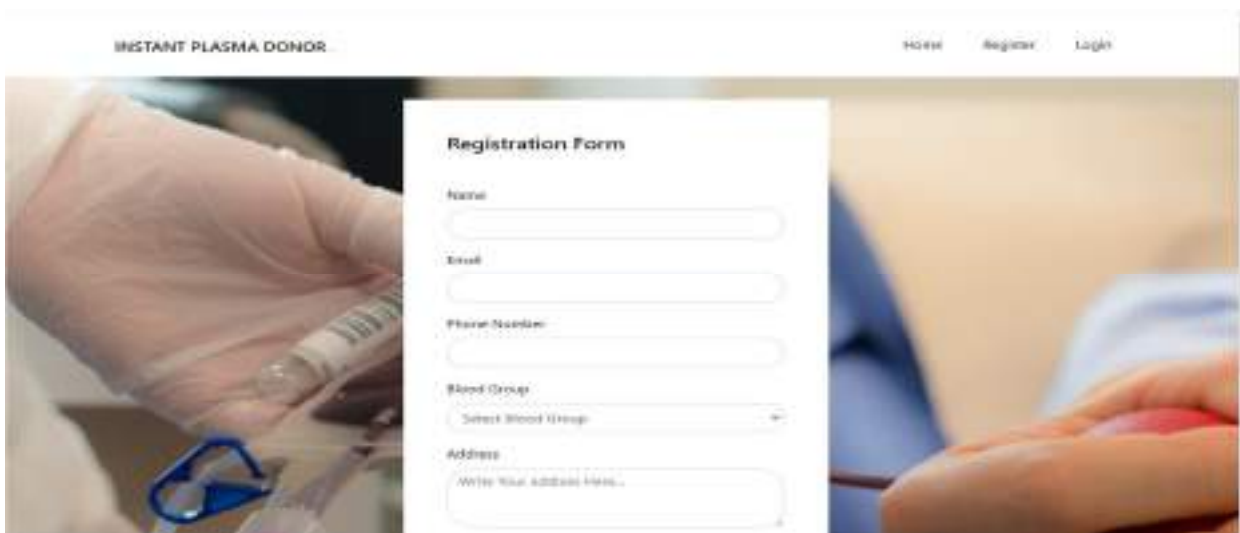 INSTANT PLASMA DONOR
Home Register Login
Registration Form
Name
Email
Phone Number
Blood Group
Select Blood Group
Address
Write Your Address Here...